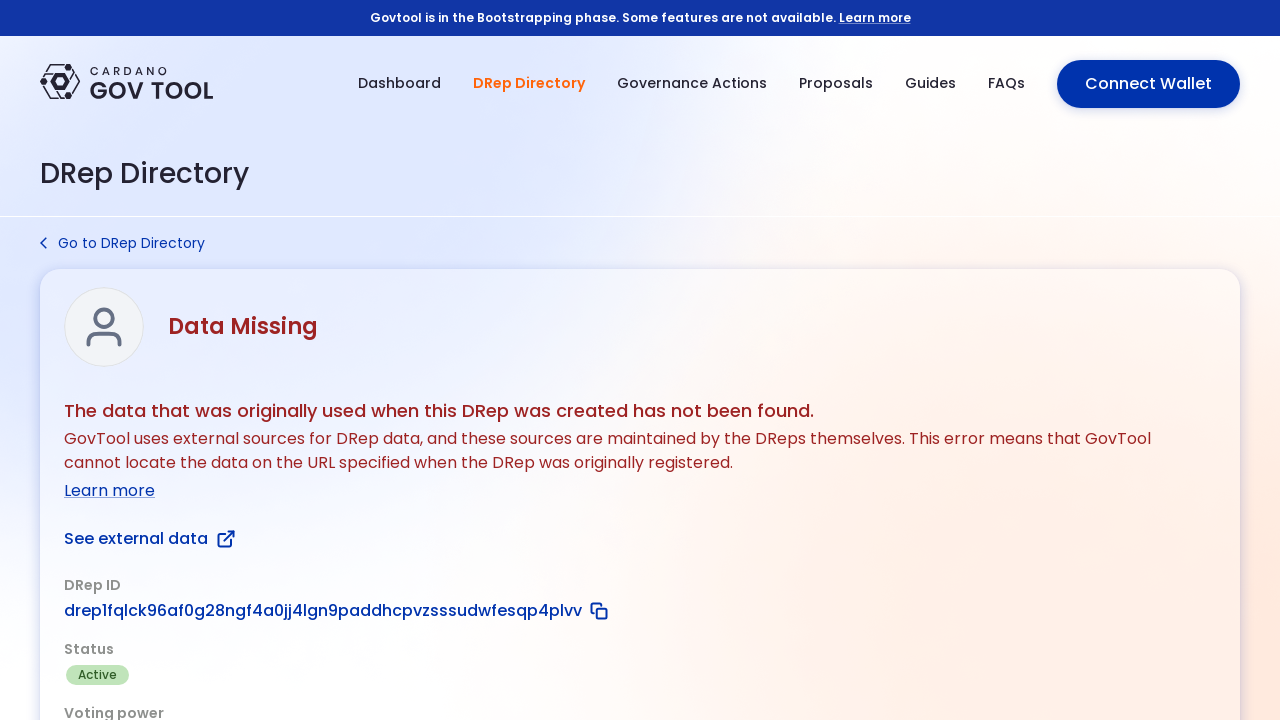 Govtool is in the Bootstrapping phase. Some features are not available. Learn more
CARDANO
GOV TOOL
Dashboard
DRep Directory
Governance Actions
Proposals
Guides
FAQs
Connect Wallet
DRep Directory
Go to DRep Directory
Data Missing
The data that was originally used when this DRep was created has not been found.
GovTool uses external sources for DRep data, and these sources are maintained by the DReps themselves. This error means that GovTool
cannot locate the data on the URL specified when the DRep was originally registered.
Learn more
See external data
DRep ID
drep1fqlck96af0g28ngf4a0jj4lgn9paddhcpvzsssudwfesqp4plvv
Status
Active
Voting power